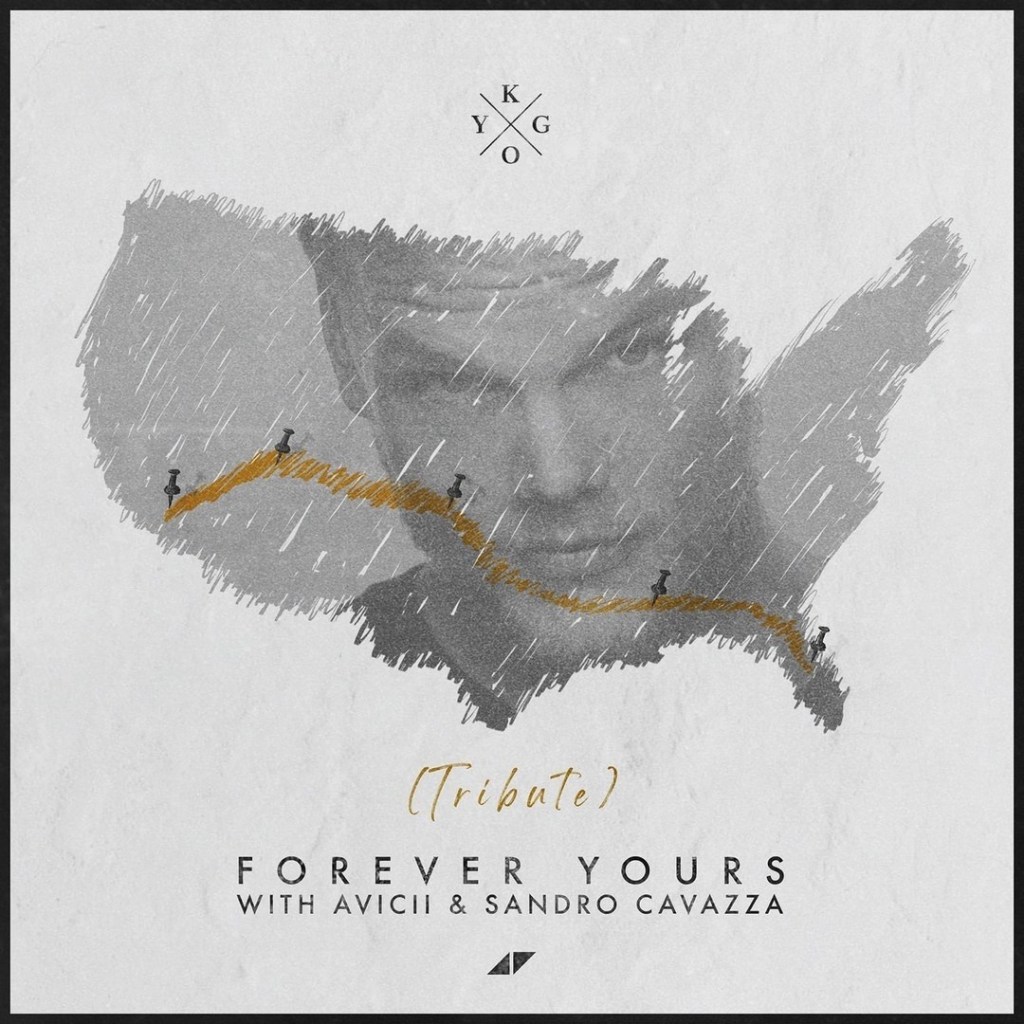 K
Y G
O
(Tribute)
FOREVER YOURS
WITH AVICII & SANDRO CAVAZZA